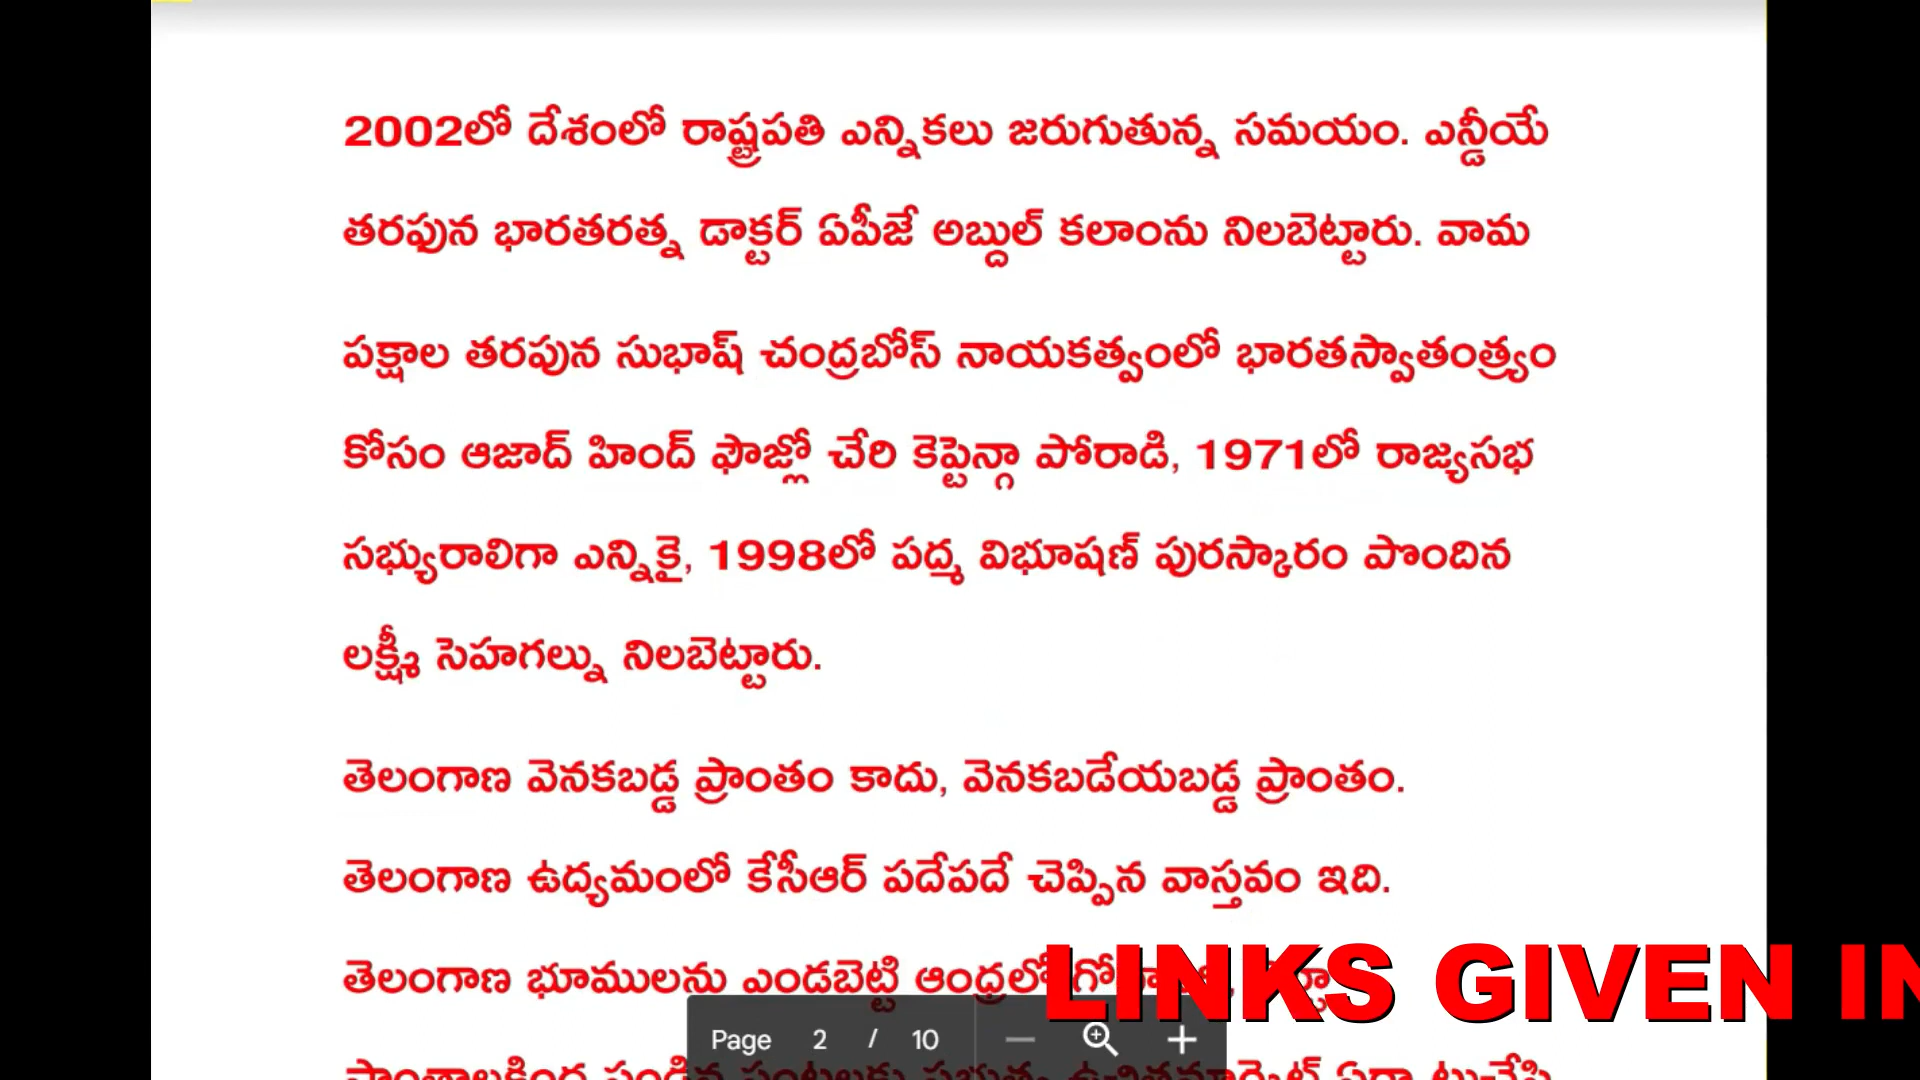 2002లో దేశంలో రాష్ట్రపతి ఎన్నికలు జరుగుతున్న సమయం. ఎన్డీయే
తరఫున భారతరత్న డాక్టర్ ఏపీజే అబ్దుల్ కలాంను నిలబెట్టారు. వామ
పక్షాల తరపున సుభాష్ చంద్రబోస్ నాయకత్వంలో భారతస్వాతంత్ర్యం
కోసం ఆజాద్ హింద్ ఫౌజ్లో చేరి కెప్టెన్గా పోరాడి, 1971లో రాజ్యసభ
సభ్యురాలిగా ఎన్నికై, 1998లో పద్మ విభూషణ్ పురస్కారం పొందిన
లక్ష్మీ సెహగల్ను నిలబెట్టారు.
తెలంగాణ వెనకబడ్డ ప్రాంతం కాదు, వెనకబడేయబడ్డ ప్రాంతం.
తెలంగాణ ఉద్యమంలో కేసీఆర్ పదేపదే చెప్పిన వాస్తవం ఇది.
తెలంగాణ భూములను ఎండబెట్టి ఆంధ్రలో
LINKS GIVEN IN
Page 2 / 10